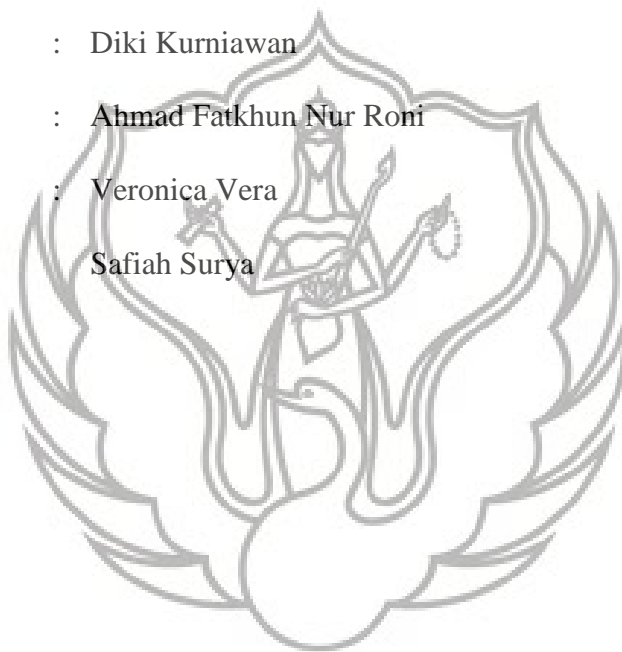 : Diki Kurniawan
: Ahmad Fatkhun Nur Roni
: Veronica Vera
Safiah Surya